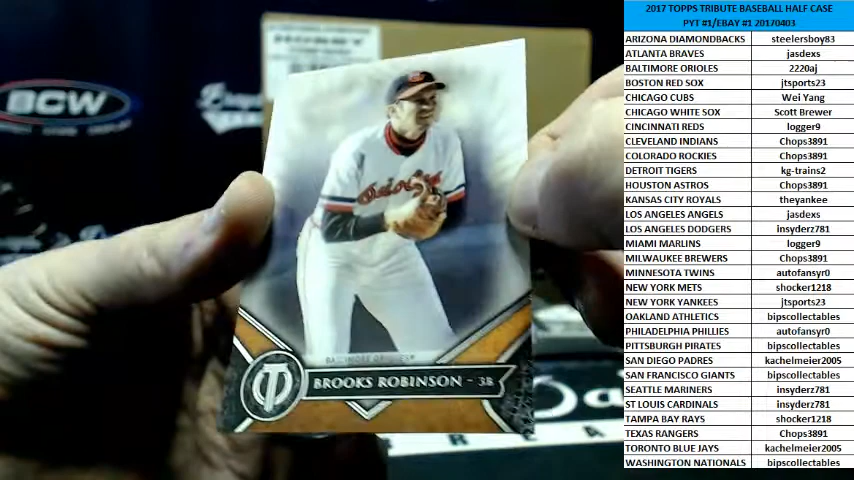 2017 TOPPS TRIBUTE BASEBALL HALF CASE
PYT #1/EBAY #1 20170403
ARIZONA DIAMONDBACKS steelersboy83
ATLANTA BRAVES jasdexs
BALTIMORE ORIOLES 2220aj
BOSTON RED SOX jtsports23
CHICAGO CUBS Wei Yang
CHICAGO WHITE SOX Scott Brewer
CINCINNATI REDS logger9
CLEVELAND INDIANS Chops3891
COLORADO ROCKIES Chops3891
DETROIT TIGERS kg-trains2
HOUSTON ASTROS Chops3891
KANSAS CITY ROYALS theyankee
LOS ANGELES ANGELS jasdexs
LOS ANGELES DODGERS insyderz781
MIAMI MARLINS logger9
MILWAUKEE BREWERS Chops3891
MINNESOTA TWINS autofansyr0
NEW YORK METS shocker1218
NEW YORK YANKEES jtsports23
OAKLAND ATHLETICS bipscollectables
PHILADELPHIA PHILLIES autofansyr0
PITTSBURGH PIRATES bipscollectables
SAN DIEGO PADRES kachelmeier2005
SAN FRANCISCO GIANTS bipscollectables
SEATTLE MARINERS insyderz781
ST LOUIS CARDINALS insyderz781
TAMPA BAY RAYS shocker1218
TEXAS RANGERS Chops3891
TORONTO BLUE JAYS kachelmeier2005
WASHINGTON NATIONALS bipscollectables
BCW
Orioles
BALTIMORE ORIOLES
BROOKS ROBINSON - 3B